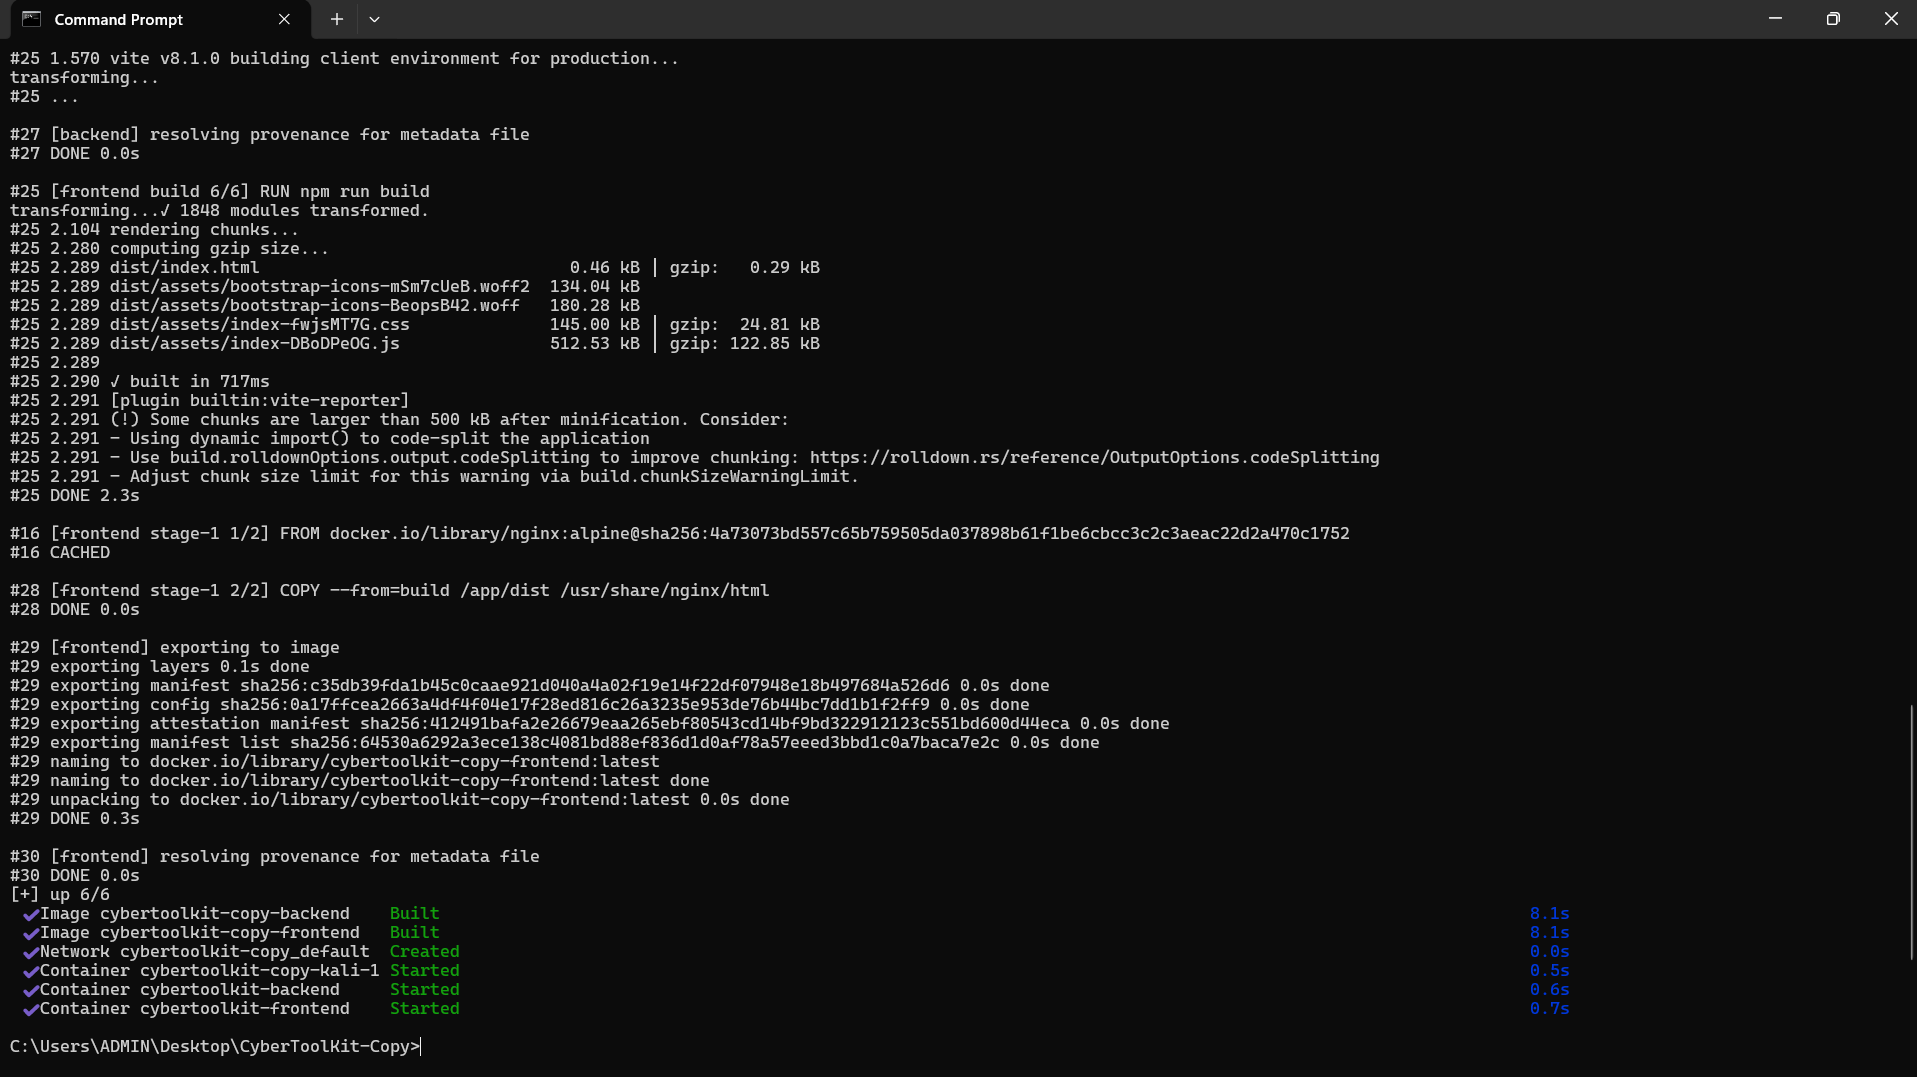 Command Prompt
#25 1.570 vite v8.1.0 building client environment for production...
transforming...
#25 ...
#27 [backend] resolving provenance for metadata file
#27 DONE 0.0s
#25 [frontend build 6/6] RUN npm run build
transforming...√ 1848 modules transformed.
#25 2.104 rendering chunks...
#25 2.280 computing gzip size...
#25 2.289 dist/index.html                               0.46 kB │ gzip:   0.29 kB
#25 2.289 dist/assets/bootstrap-icons-mSm7cUeB.woff2  134.04 kB
#25 2.289 dist/assets/bootstrap-icons-BeopsB42.woff   180.28 kB
#25 2.289 dist/assets/index-fwjsMT7G.css              145.00 kB │ gzip:  24.81 kB
#25 2.289 dist/assets/index-DBoDPeOG.js               512.53 kB │ gzip: 122.85 kB
#25 2.289
#25 2.290 √ built in 717ms
#25 2.291 [plugin builtin:vite-reporter]
#25 2.291 (!) Some chunks are larger than 500 kB after minification. Consider:
#25 2.291 - Using dynamic import() to code-split the application
#25 2.291 - Use build.rolldownOptions.output.codeSplitting to improve chunking: https://rolldown.rs/reference/OutputOptions.codeSplitting
#25 2.291 - Adjust chunk size limit for this warning via build.chunkSizeWarningLimit.
#25 DONE 2.3s
#16 [frontend stage-1 1/2] FROM docker.io/library/nginx:alpine@sha256:4a73073bd557c65b759505da037898b61f1be6cbcc3c2c3aeac22d2a470c1752
#16 CACHED
#28 [frontend stage-1 2/2] COPY --from=build /app/dist /usr/share/nginx/html
#28 DONE 0.0s
#29 [frontend] exporting to image
#29 exporting layers 0.1s done
#29 exporting manifest sha256:c35db39fda1b45c0caae921d040a4a02f19e14f22df07948e18b497684a526d6 0.0s done
#29 exporting config sha256:0a17ffcea2663a4df4f04e17f28ed816c26a3235e953de76b44bc7dd1b1f2ff9 0.0s done
#29 exporting attestation manifest sha256:412491bafa2e26679eaa265ebf80543cd14bf9bd322912123c551bd600d44eca 0.0s done
#29 exporting manifest list sha256:64530a6292a3ece138c4081bd88ef836d1d0af78a57eeed3bbd1c0a7baca7e2c 0.0s done
#29 naming to docker.io/library/cybertoolkit-copy-frontend:latest
#29 naming to docker.io/library/cybertoolkit-copy-frontend:latest done
#29 unpacking to docker.io/library/cybertoolkit-copy-frontend:latest 0.0s done
#29 DONE 0.3s
#30 [frontend] resolving provenance for metadata file
#30 DONE 0.0s
[+] up 6/6
✔Image cybertoolkit-copy-backend    Built 8.1s
✔Image cybertoolkit-copy-frontend   Built 8.1s
✔Network cybertoolkit-copy_default  Created 0.0s
✔Container cybertoolkit-copy-kali-1 Started 0.5s
✔Container cybertoolkit-backend     Started 0.6s
✔Container cybertoolkit-frontend    Started 0.7s
C:\Users\ADMIN\Desktop\CyberToolKit-Copy>